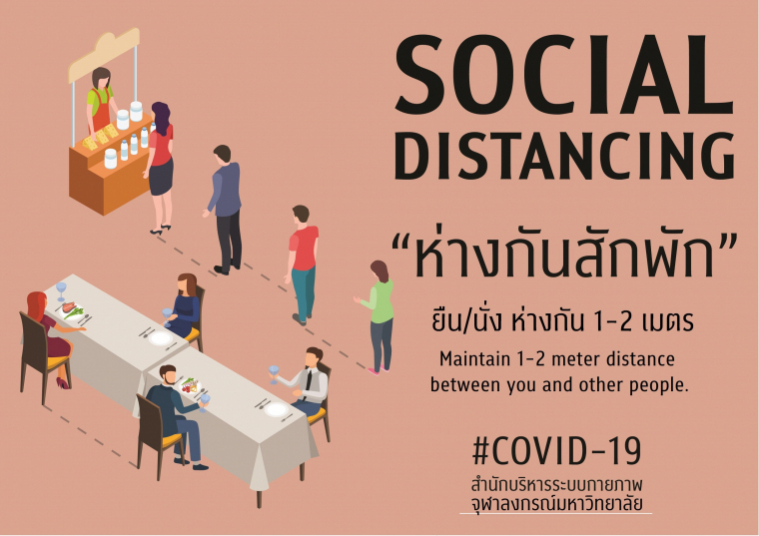 SOCIAL
DISTANCING
“ห่างกันสักพัก”
ยืน/นั่ง ห่างกัน 1-2 เมตร
Maintain 1-2 meter distance
between you and other people.
#COVID-19
สำนักบริหารระบบกายภาพ
จุฬาลงกรณ์มหาวิทยาลัย